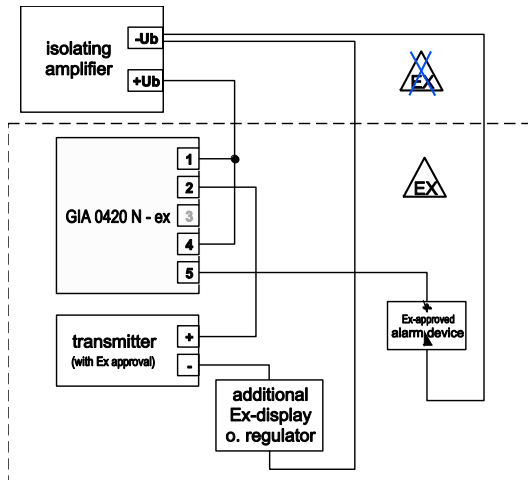 isolating
amplifier
-Ub
+Ub
EX
1
2
GIA 0420 N - ex
3
4
5
EX
transmitter
(with Ex approval)
+
-
+
Ex-approved
alarm device
additional
Ex-display
o. regulator